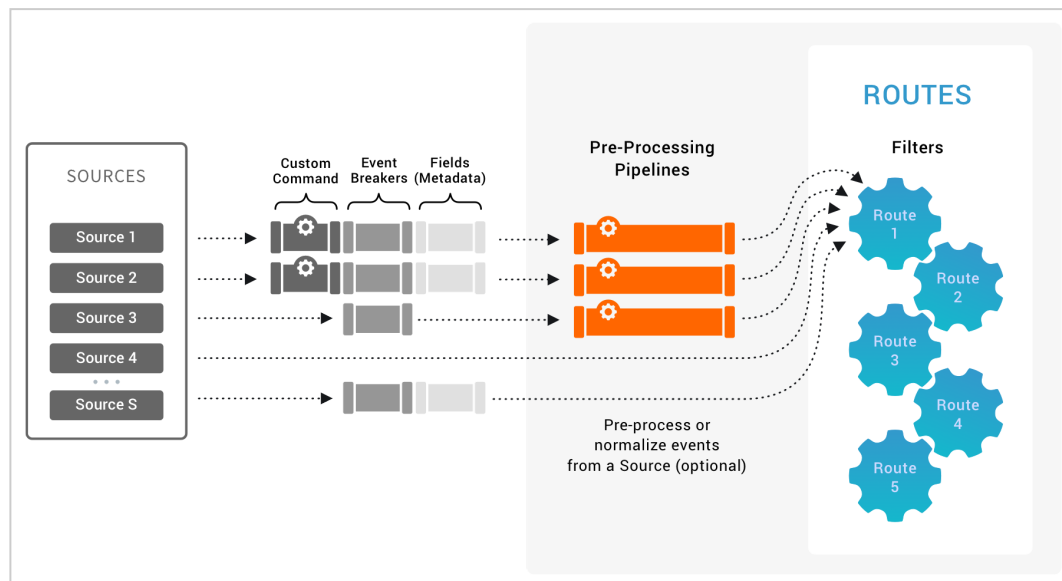 ROUTES
Pre-Processing
Pipelines
Filters
SOURCES
Custom
Command
Event
Breakers
Fields
(Metadata)
Source 1
Source 2
Source 3
Source 4
Source S
Route
1
Route
2
Route
3
Route
4
Route
5
Pre-process or
normalize events
from a Source (optional)